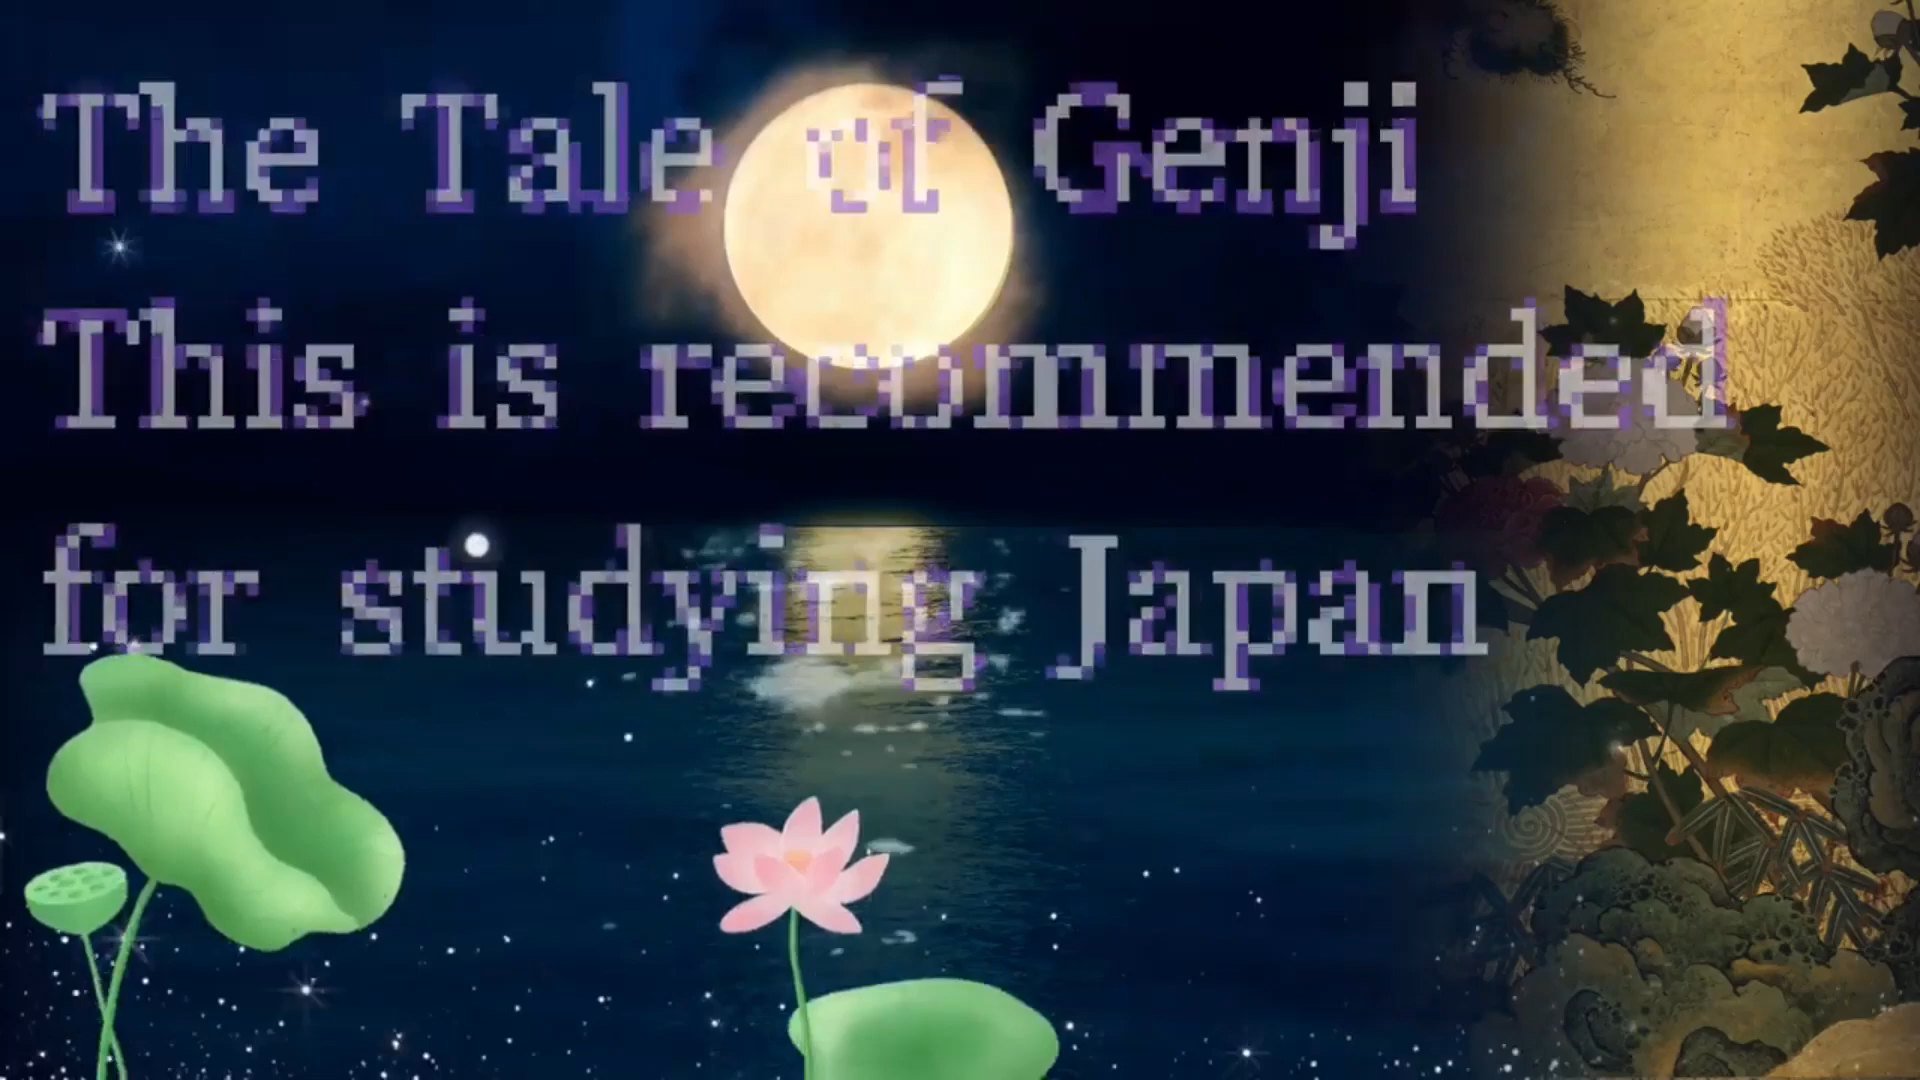 The Tale of Genji
This is recommended
for studying Japan